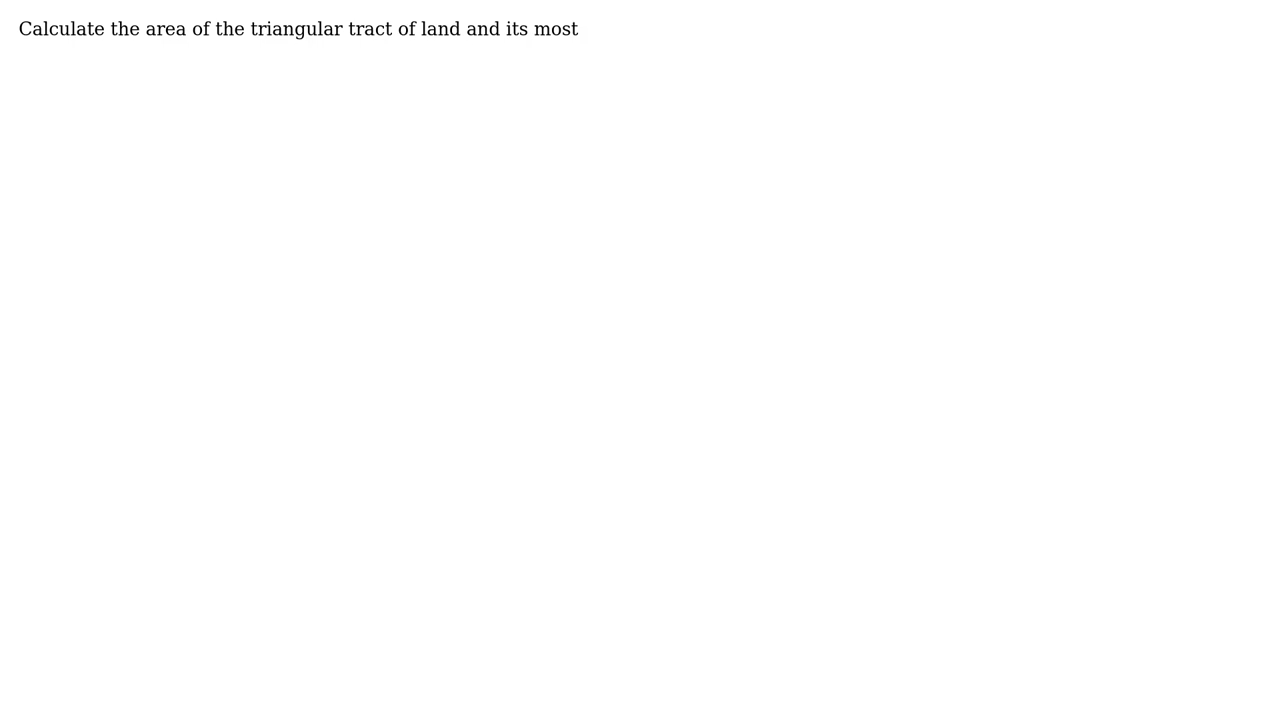 Calculate the area of the triangular tract of land and its most